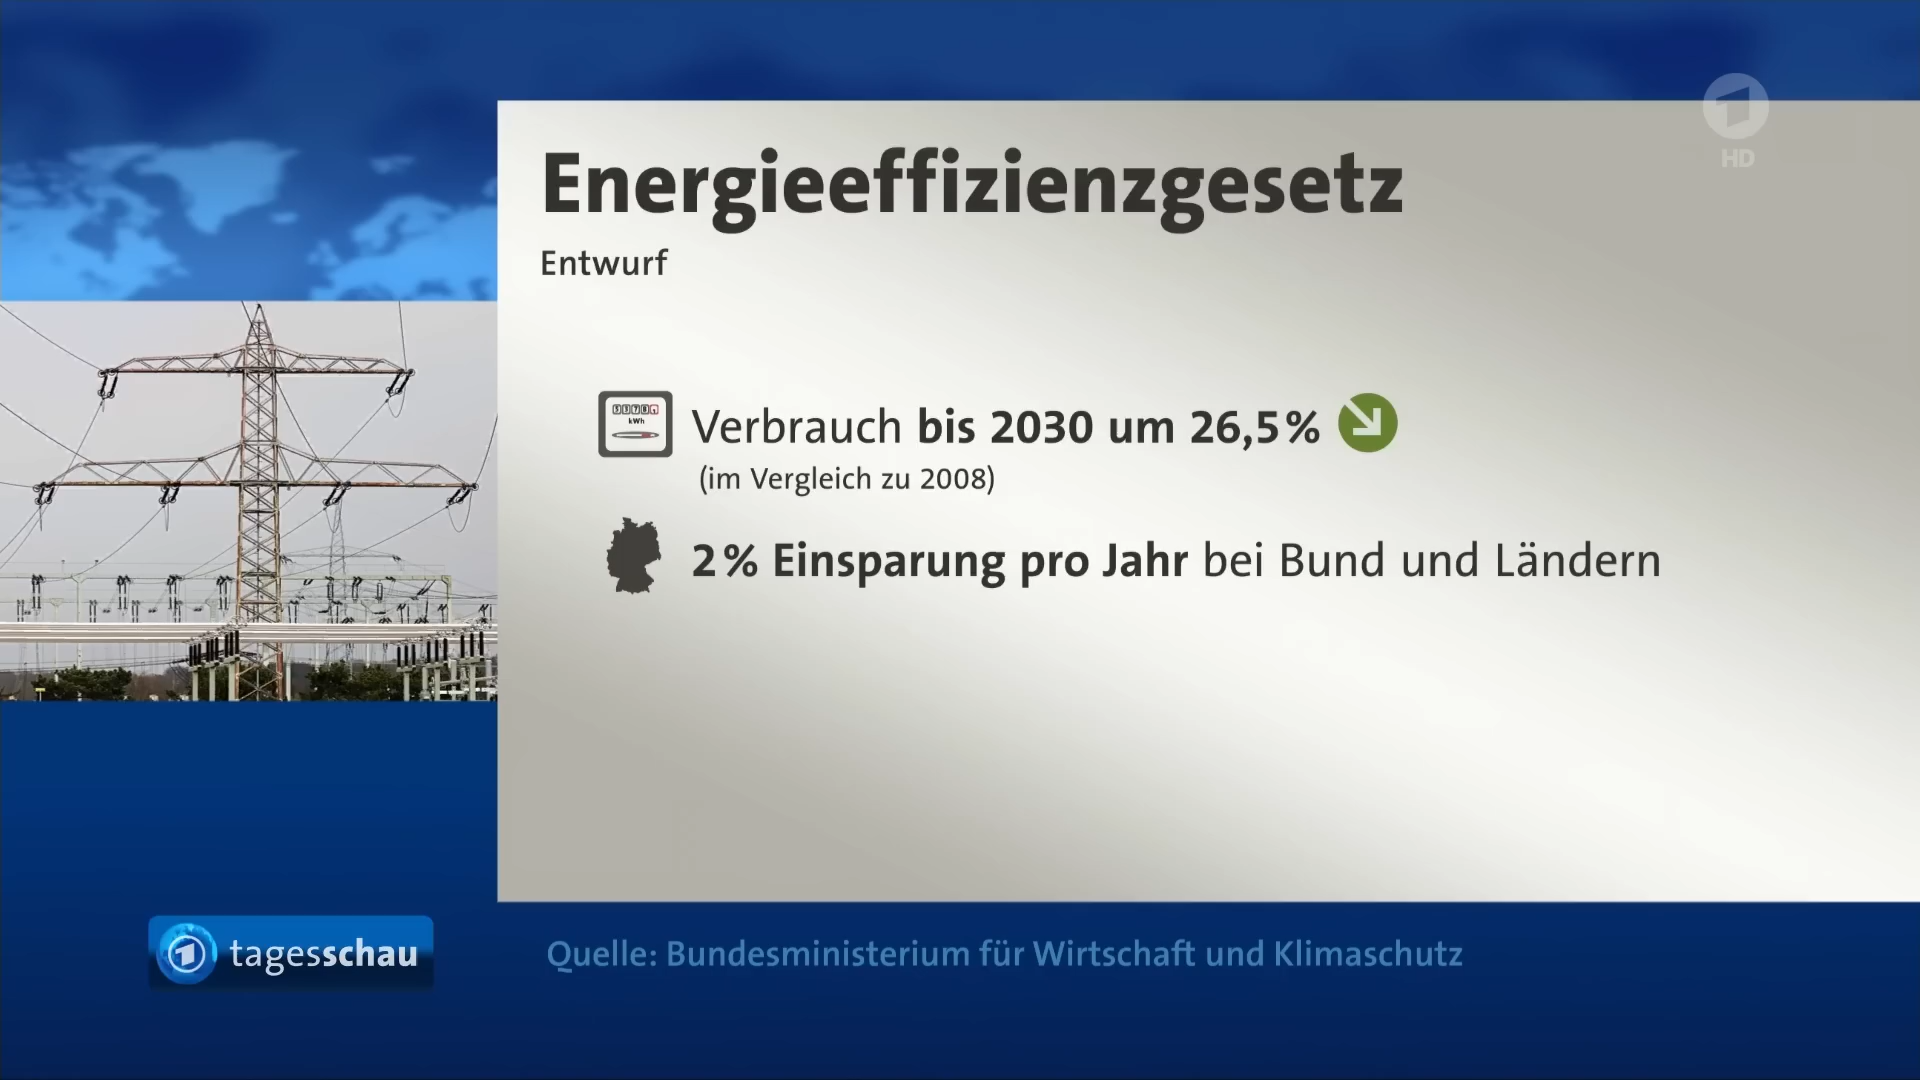 HD
Energieeffizienzgesetz
Entwurf
kWh
Verbrauch bis 2030 um 26,5 %
(im Vergleich zu 2008)
2 % Einsparung pro Jahr bei Bund und Ländern
tagesschau
Quelle: Bundesministerium für Wirtschaft und Klimaschutz